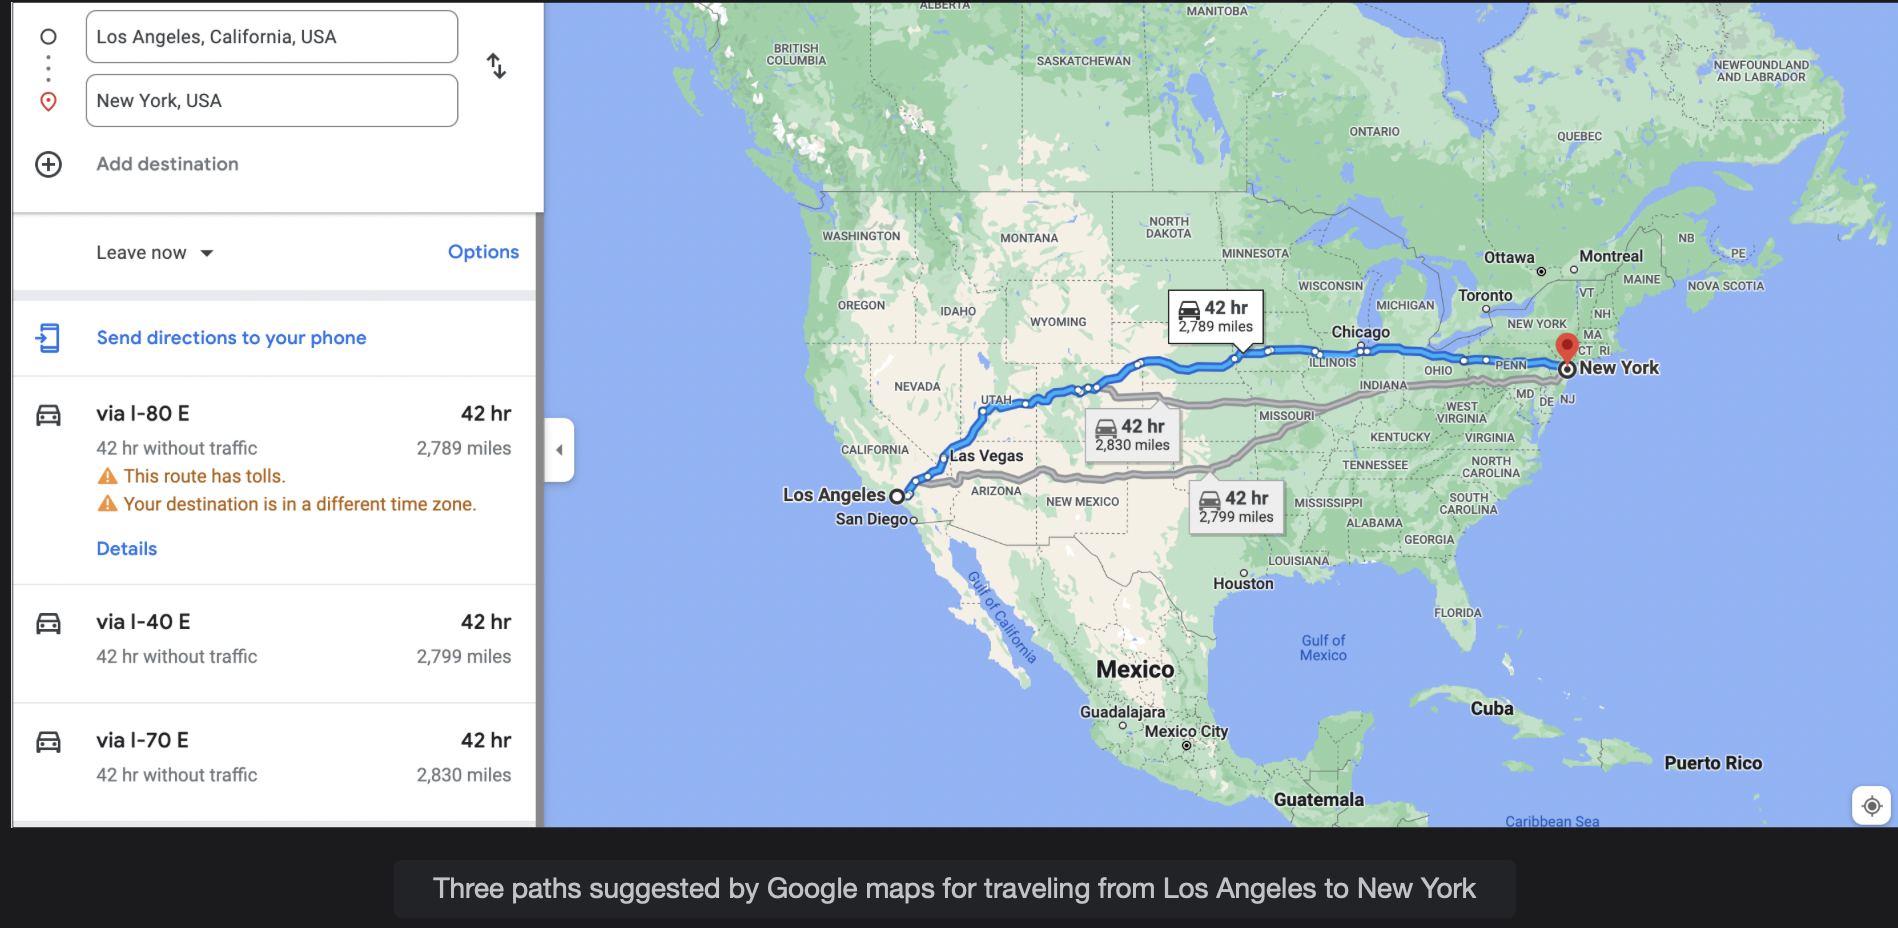 Los Angeles, California, USA
New York, USA
Add destination
Leave now
Options
Send directions to your phone
via I-80 E
42 hr
42 hr without traffic
2,789 miles
This route has tolls.
Your destination is in a different time zone.
Details
via I-40 E
42 hr
42 hr without traffic
2,799 miles
via I-70 E
42 hr
42 hr without traffic
2,830 miles
ALBERTA
MANITOBA
BRITISH
COLUMBIA
SASKATCHEWAN
NEWFOUNDLAND
AND LABRADOR
ONTARIO
QUEBEC
NORTH
DAKOTA
WASHINGTON
MONTANA
MINNESOTA
Ottawa
Montreal
NB
PE
MAINE
NOVA SCOTIA
WISCONSIN
MICHIGAN
Toronto
VT
NH
OREGON
IDAHO
WYOMING
42 hr
2,789 miles
Chicago
NEW YORK
MA
CT RI
ILLINOIS
OHIO
PENN
New York
NEVADA
UTAH
INDIANA
MD
DE
NJ
MISSOURI
WEST
VIRGINIA
42 hr
2,830 miles
KENTUCKY
VIRGINIA
CALIFORNIA
Las Vegas
TENNESSEE
NORTH
CAROLINA
Los Angeles
ARIZONA
NEW MEXICO
42 hr
2,799 miles
MISSISSIPPI
SOUTH
CAROLINA
San Diego
ALABAMA
GEORGIA
LOUISIANA
Houston
Gulf of California
FLORIDA
Gulf of
Mexico
Mexico
Guadalajara
Mexico City
Cuba
Puerto Rico
Guatemala
Caribbean Sea
Three paths suggested by Google maps for traveling from Los Angeles to New York